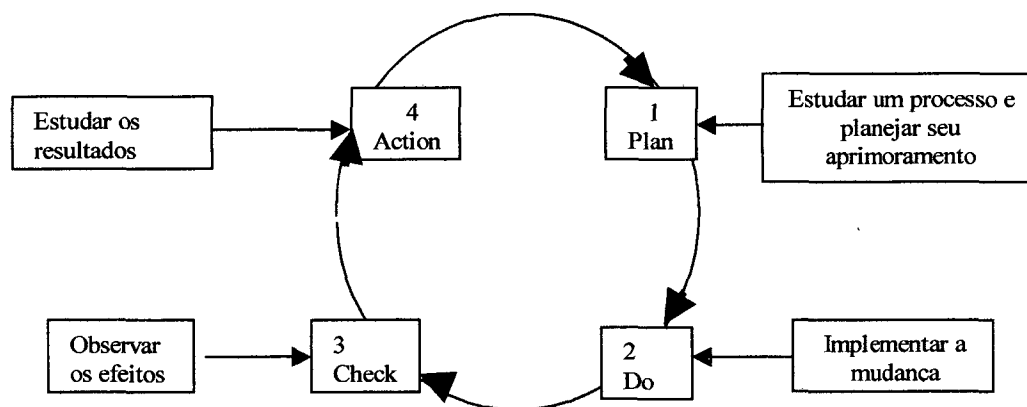 Estudar os
resultados
4
Action
1
Plan
Estudar um processo e
planejar seu
aprimoramento
Observar
os efeitos
3
Check
2
Do
Implementar a
mudança